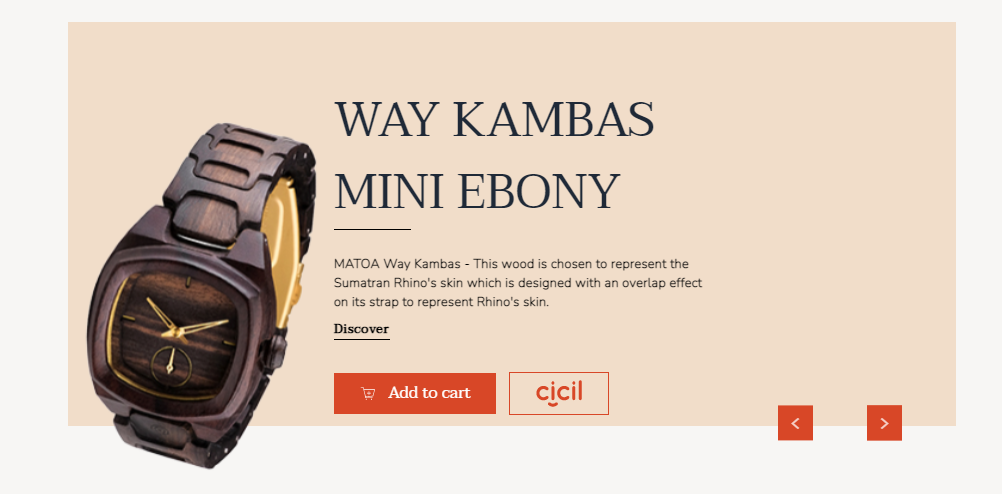 WAY KAMBAS
MINI EBONY
MATOA Way Kambas - This wood is chosen to represent the
Sumatran Rhino's skin which is designed with an overlap effect
on its strap to represent Rhino's skin.
Discover
Add to cart
cicil